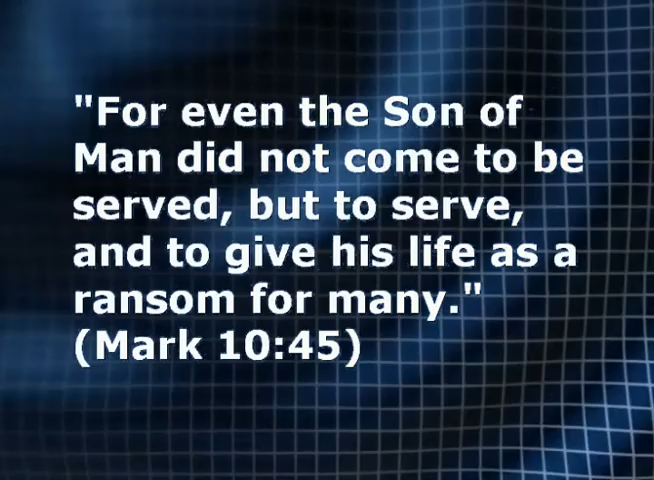 "For even the Son of
Man did not come to be
served, but to serve,
and to give his life as a
ransom for many."
(Mark 10:45)